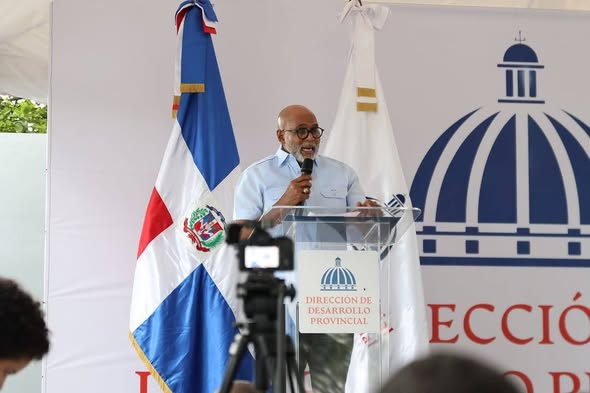 DIRECCIÓN DE
DESARROLLO
PROVINCIAL
ECCIÓ